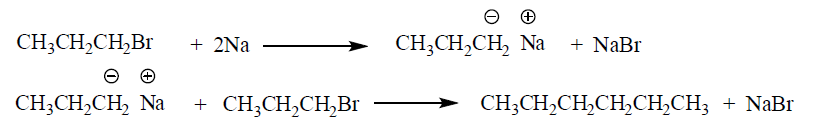 ⊖ ⊕
CH₃CH₂CH₂Br + 2Na ⟶ CH₃CH₂CH₂ Na + NaBr
⊖ ⊕
CH₃CH₂CH₂ Na + CH₃CH₂CH₂Br ⟶ CH₃CH₂CH₂CH₂CH₂CH₃ + NaBr